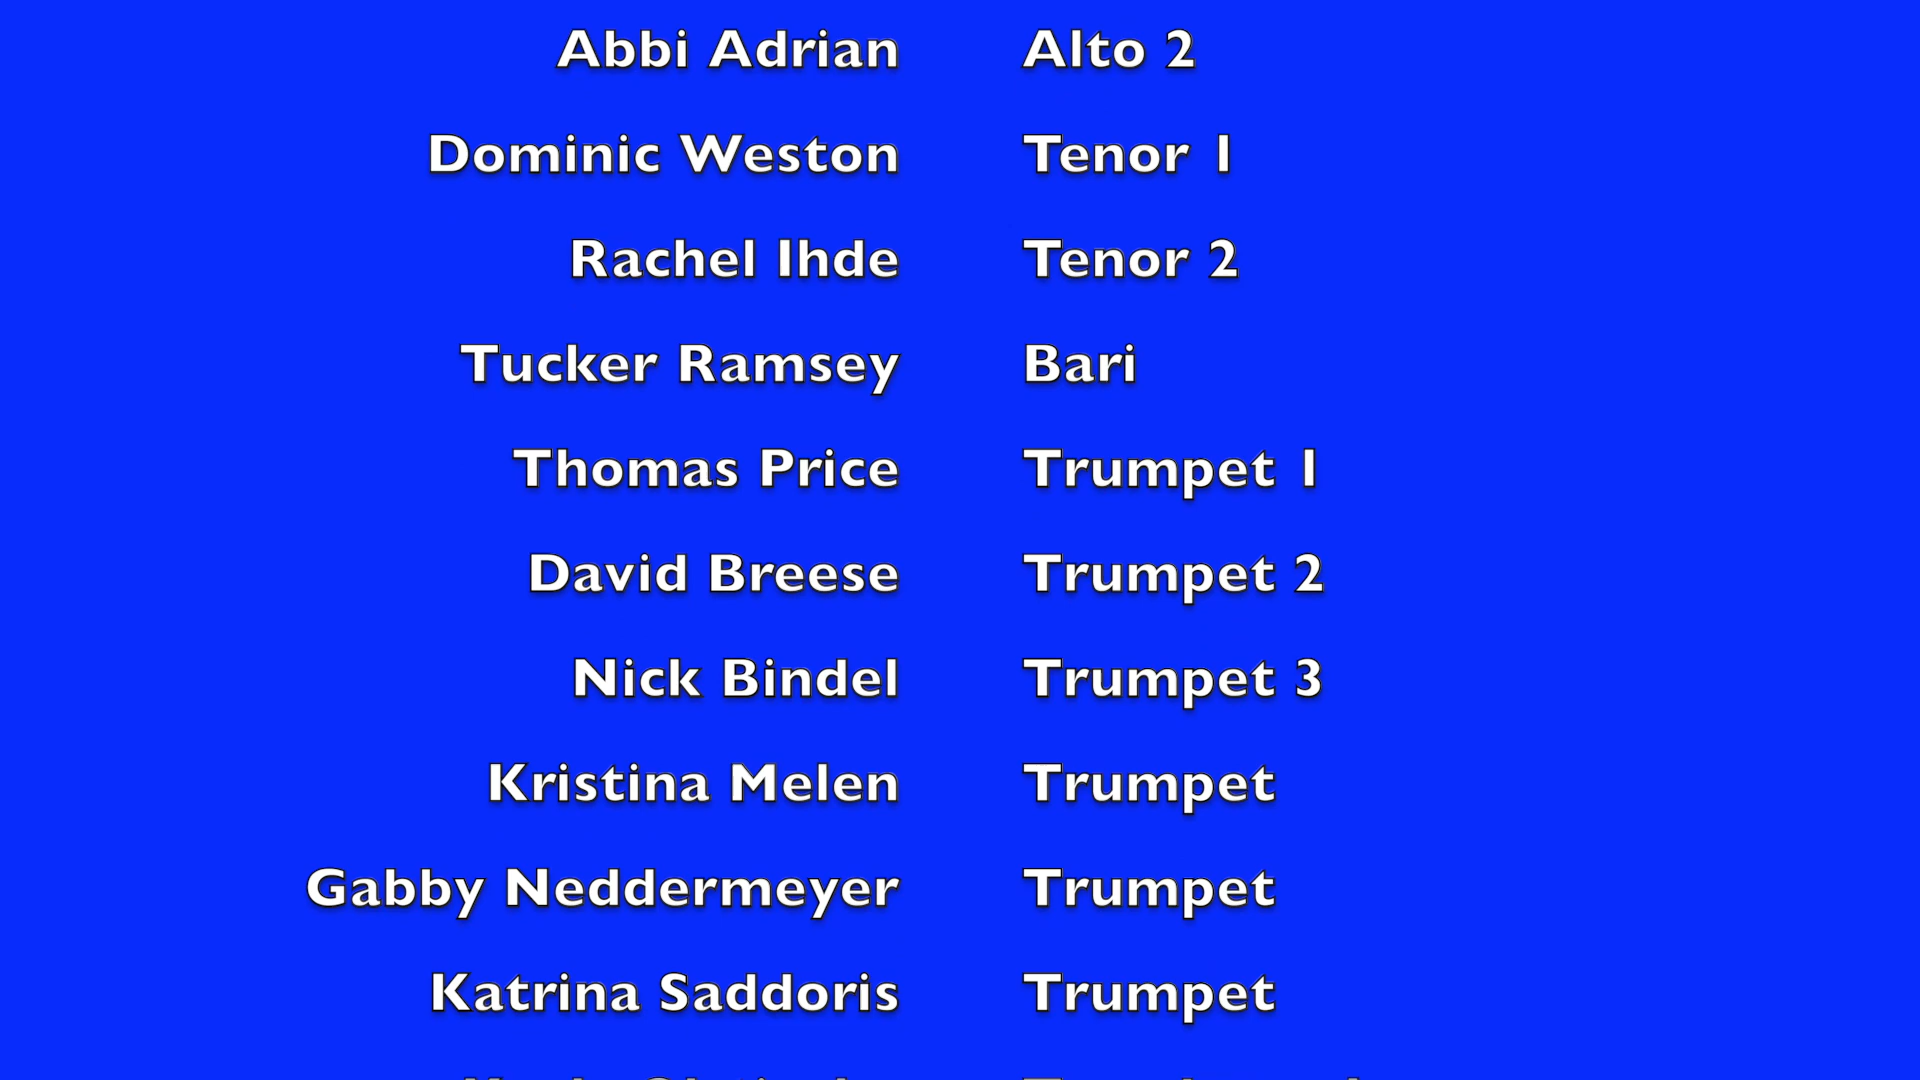 Abbi Adrian Alto 2
Dominic Weston Tenor 1
Rachel Ihde Tenor 2
Tucker Ramsey Bari
Thomas Price Trumpet 1
David Breese Trumpet 2
Nick Bindel Trumpet 3
Kristina Melen Trumpet
Gabby Neddermeyer Trumpet
Katrina Saddoris Trumpet